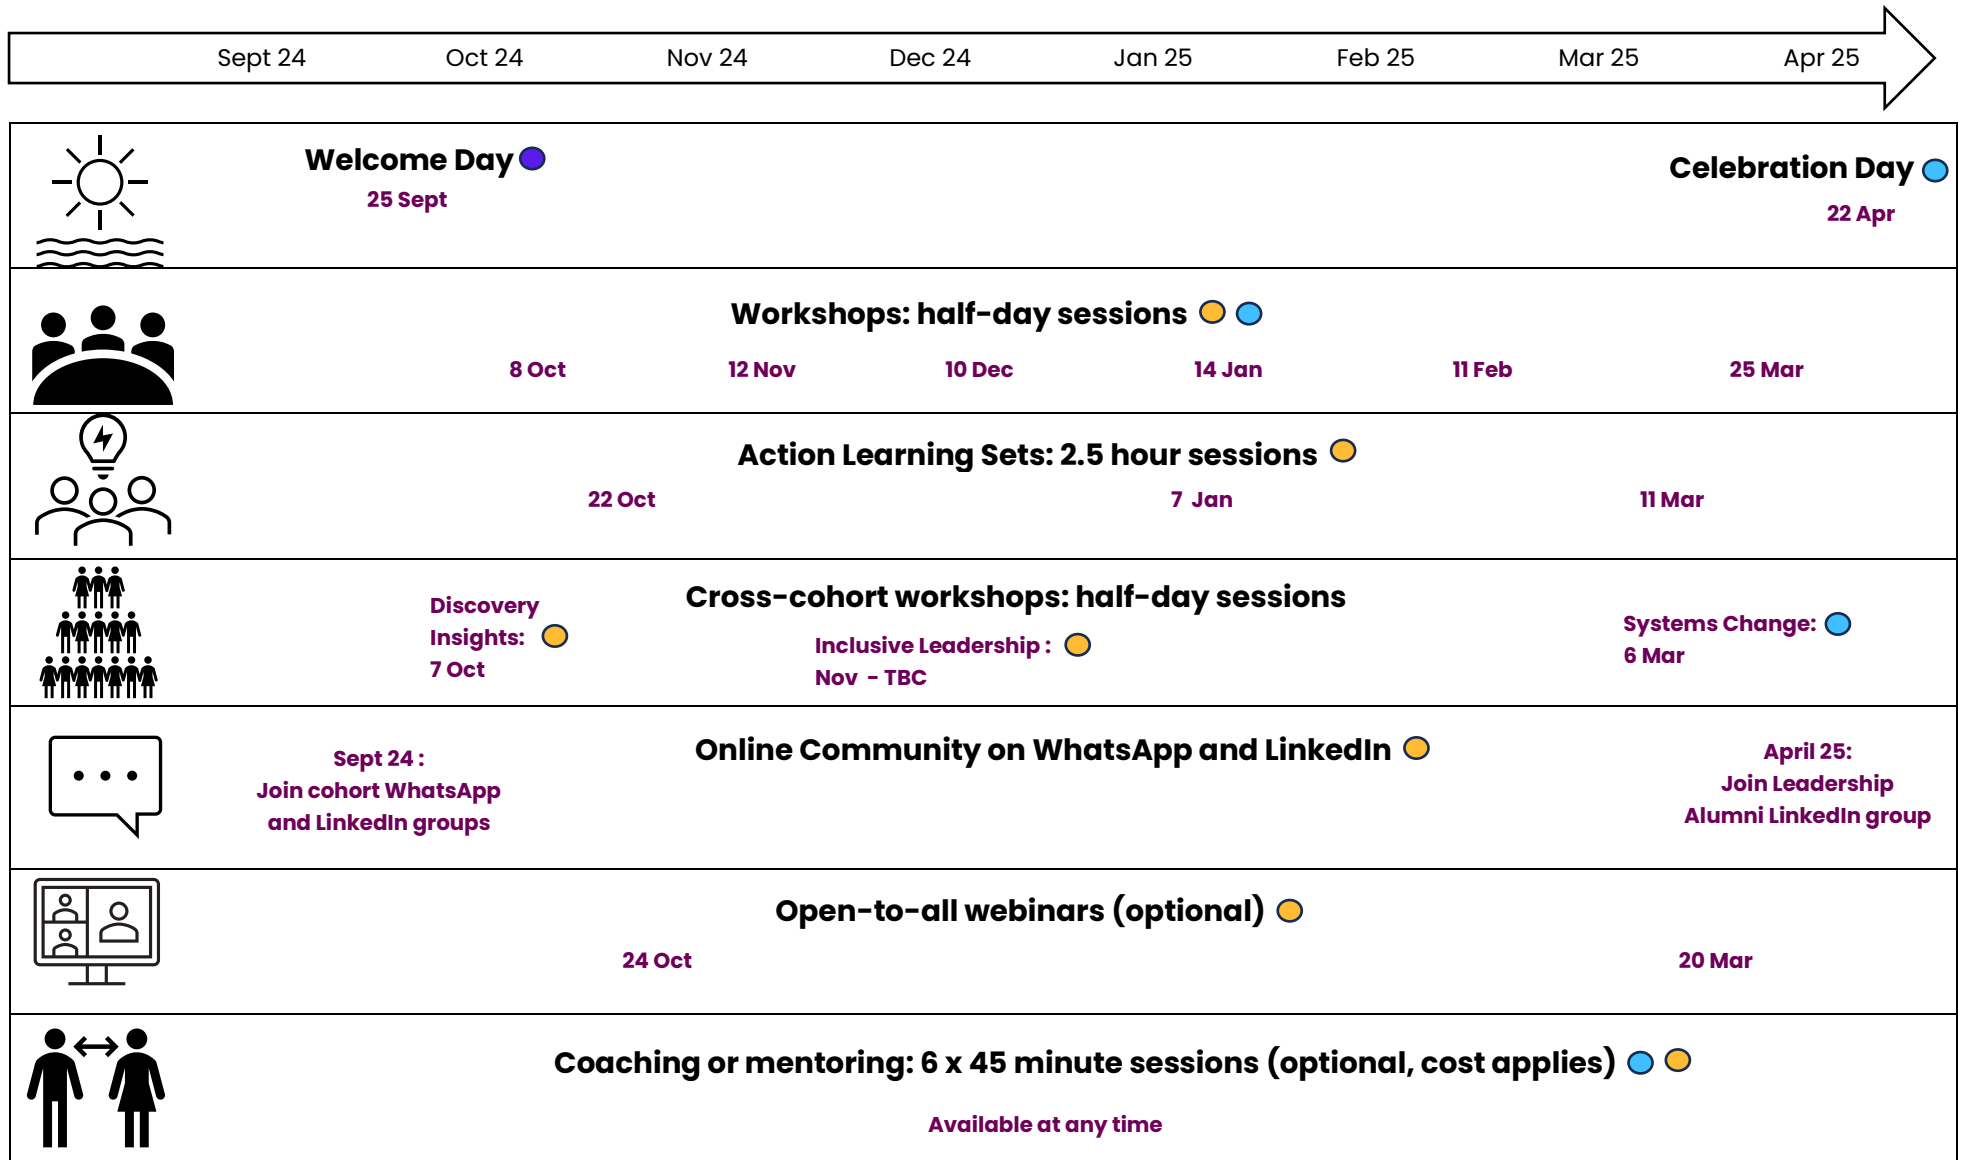 Sept 24 Oct 24 Nov 24 Dec 24 Jan 25 Feb 25 Mar 25 Apr 25
Welcome Day
25 Sept
Celebration Day
22 Apr
Workshops: half-day sessions
8 Oct 12 Nov 10 Dec 14 Jan 11 Feb 25 Mar
Action Learning Sets: 2.5 hour sessions
22 Oct 7 Jan 11 Mar
Cross-cohort workshops: half-day sessions
Discovery
Insights:
7 Oct
Inclusive Leadership :
Nov - TBC
Systems Change:
6 Mar
Online Community on WhatsApp and LinkedIn
Sept 24 :
Join cohort WhatsApp
and LinkedIn groups
April 25:
Join Leadership
Alumni LinkedIn group
Open-to-all webinars (optional)
24 Oct 20 Mar
Coaching or mentoring: 6 x 45 minute sessions (optional, cost applies)
Available at any time